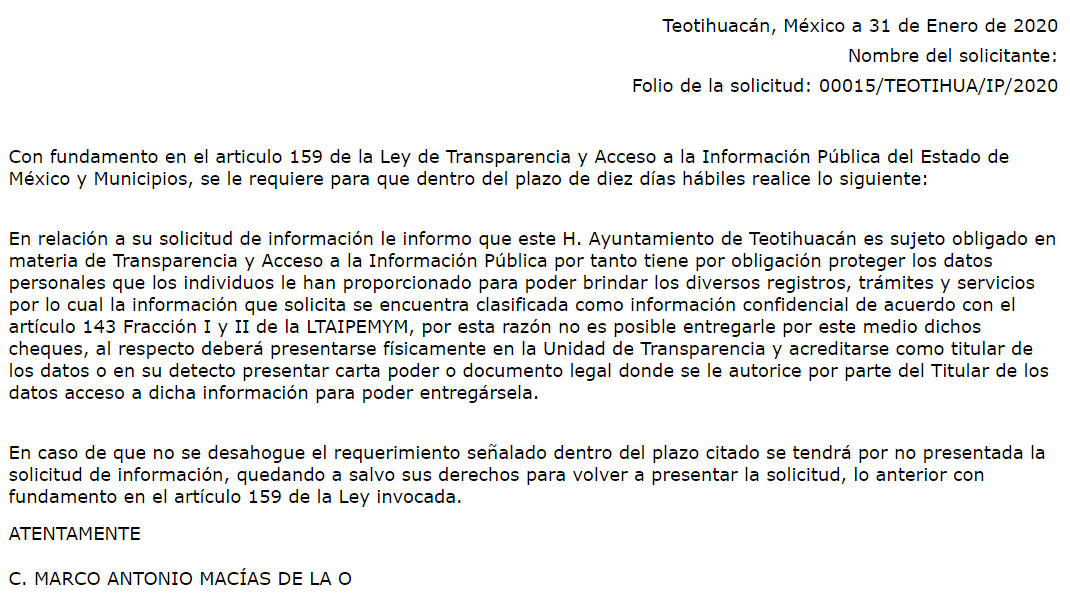 Teotihuacán, México a 31 de Enero de 2020
Nombre del solicitante:
Folio de la solicitud: 00015/TEOTIHUA/IP/2020
Con fundamento en el articulo 159 de la Ley de Transparencia y Acceso a la Información Pública del Estado de
México y Municipios, se le requiere para que dentro del plazo de diez días hábiles realice lo siguiente:
En relación a su solicitud de información le informo que este H. Ayuntamiento de Teotihuacán es sujeto obligado en
materia de Transparencia y Acceso a la Información Pública por tanto tiene por obligación proteger los datos
personales que los individuos le han proporcionado para poder brindar los diversos registros, trámites y servicios
por lo cual la información que solicita se encuentra clasificada como información confidencial de acuerdo con el
artículo 143 Fracción I y II de la LTAIPEMYM, por esta razón no es posible entregarle por este medio dichos
cheques, al respecto deberá presentarse físicamente en la Unidad de Transparencia y acreditarse como titular de
los datos o en su detecto presentar carta poder o documento legal donde se le autorice por parte del Titular de los
datos acceso a dicha información para poder entregársela.
En caso de que no se desahogue el requerimiento señalado dentro del plazo citado se tendrá por no presentada la
solicitud de información, quedando a salvo sus derechos para volver a presentar la solicitud, lo anterior con
fundamento en el artículo 159 de la Ley invocada.
ATENTAMENTE
C. MARCO ANTONIO MACÍAS DE LA O